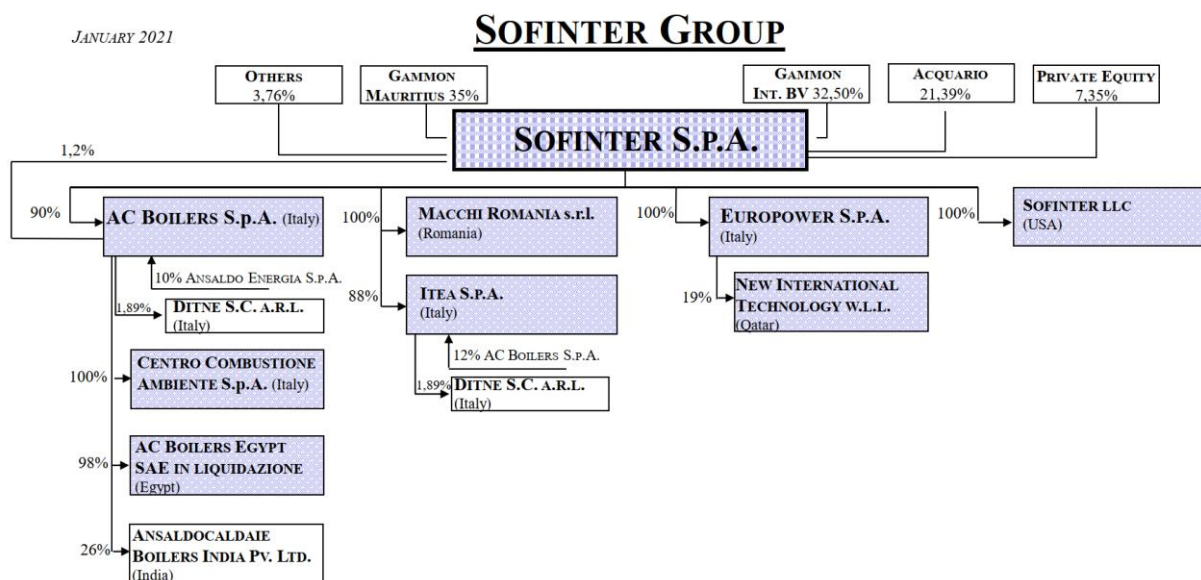 SOFINTER GROUP
JANUARY 2021
OTHERS
3,76%
GAMMON
MAURITIUS 35%
GAMMON
INT. BV 32,50%
ACQUARIO
21,39%
PRIVATE EQUITY
7,35%
SOFINTER S.P.A.
1,2%
90%
AC BOILERS S.p.A. (Italy)
10% ANSALDO ENERGIA S.P.A.
1,89%
DITNE S.C. A.R.L.
(Italy)
100%
CENTRO COMBUSTIONE
AMBIENTE S.p.A. (Italy)
98%
AC BOILERS EGYPT
SAE IN LIQUIDAZIONE
(Egypt)
26%
ANSALDOCALDAIE
BOILERS INDIA PV. LTD.
(India)
100%
MACCHI ROMANIA s.r.l.
(Romania)
88%
ITEA S.P.A.
(Italy)
12% AC BOILERS S.P.A.
1,89%
DITNE S.C. A.R.L.
(Italy)
100%
EUROPOWER S.P.A.
(Italy)
19%
NEW INTERNATIONAL
TECHNOLOGY W.L.L.
(Qatar)
100%
SOFINTER LLC
(USA)